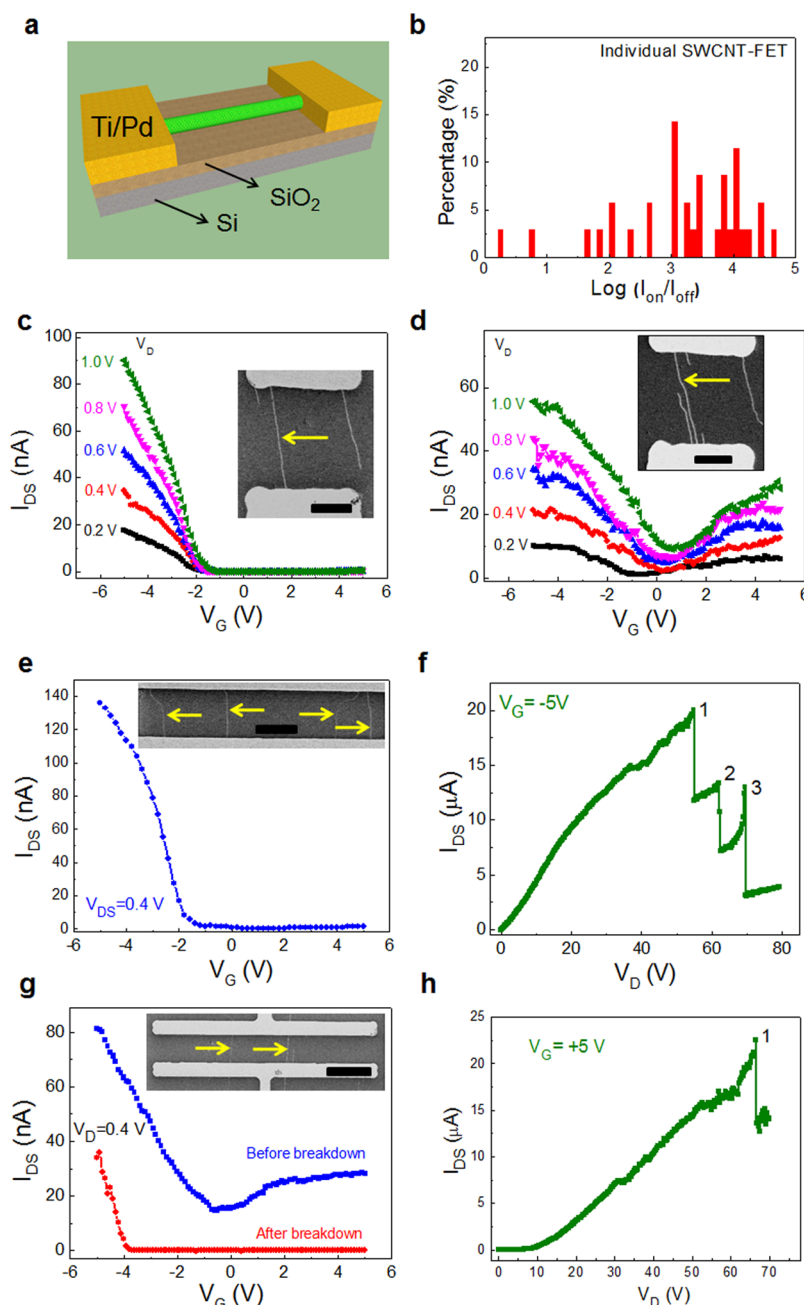 a
Ti/Pd
SiO2
Si
b
Individual SWCNT-FET
Percentage (%)
20
15
10
5
0
0 1 2 3 4 5
Log (Ion/Ioff)
c
VD
1.0 V
0.8 V
0.6 V
0.4 V
0.2 V
IDS (nA)
100
80
60
40
20
0
-6 -4 -2 0 2 4 6
VG (V)
d
VD
1.0 V
0.8 V
0.6 V
0.4 V
0.2 V
IDS (nA)
60
40
20
0
-6 -4 -2 0 2 4 6
VG (V)
e
IDS (nA)
140
120
100
80
60
40
20
0
VDS=0.4 V
-6 -4 -2 0 2 4 6
VG (V)
f
VG= -5V
1
2
3
IDS (µA)
25
20
15
10
5
0
0 20 40 60 80
VD (V)
g
IDS (nA)
80
60
40
20
0
VD=0.4 V
Before breakdown
After breakdown
-6 -4 -2 0 2 4 6
VG (V)
h
VG= +5 V
1
IDS (µA)
25
20
15
10
5
0
0 10 20 30 40 50 60 70
VD (V)